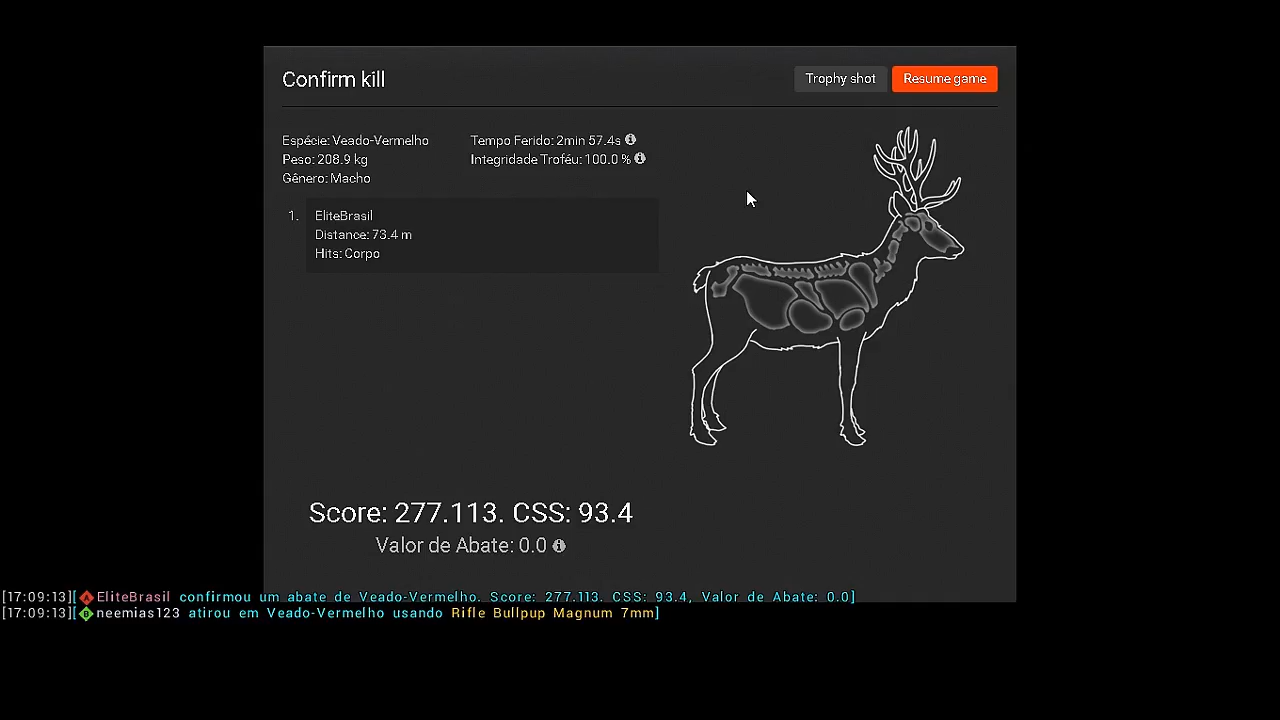 Confirm kill
Trophy shot
Resume game
Espécie: Veado-Vermelho
Peso: 208.9 kg
Gênero: Macho
Tempo Ferido: 2min 57.4s
Integridade Troféu: 100.0 %
1. EliteBrasil
Distance: 73.4 m
Hits: Corpo
Score: 277.113. CSS: 93.4
Valor de Abate: 0.0
[17:09:13][ A EliteBrasil confirmou um abate de Veado-Vermelho. Score: 277.113. CSS: 93.4, Valor de Abate: 0.0]
[17:09:13][ neemias123 atirou em Veado-Vermelho usando Rifle Bullpup Magnum 7mm]